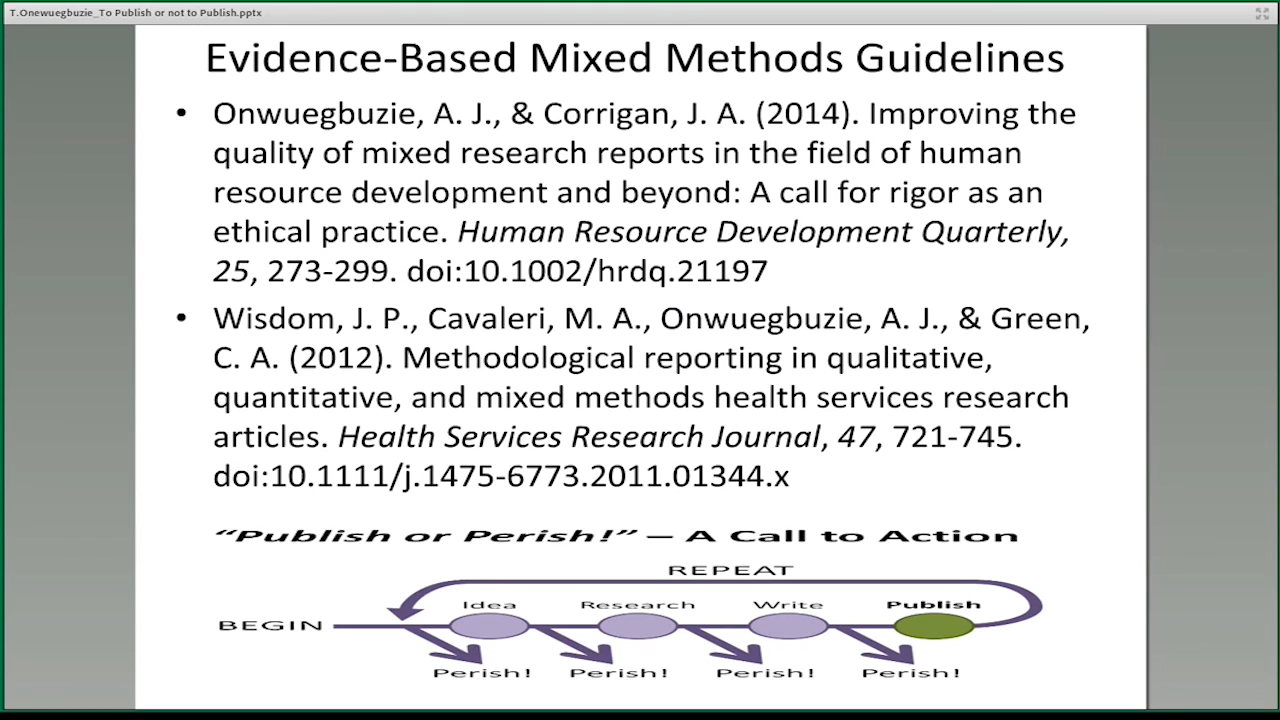 T.Onewuegbuzie_To Publish or not to Publish.pptx
Evidence-Based Mixed Methods Guidelines
• Onwuegbuzie, A. J., & Corrigan, J. A. (2014). Improving the
quality of mixed research reports in the field of human
resource development and beyond: A call for rigor as an
ethical practice. Human Resource Development Quarterly,
25, 273-299. doi:10.1002/hrdq.21197
• Wisdom, J. P., Cavaleri, M. A., Onwuegbuzie, A. J., & Green,
C. A. (2012). Methodological reporting in qualitative,
quantitative, and mixed methods health services research
articles. Health Services Research Journal, 47, 721-745.
doi:10.1111/j.1475-6773.2011.01344.x
“Publish or Perish!” — A Call to Action
REPEAT
Idea Research Write Publish
BEGIN
Perish! Perish! Perish! Perish!